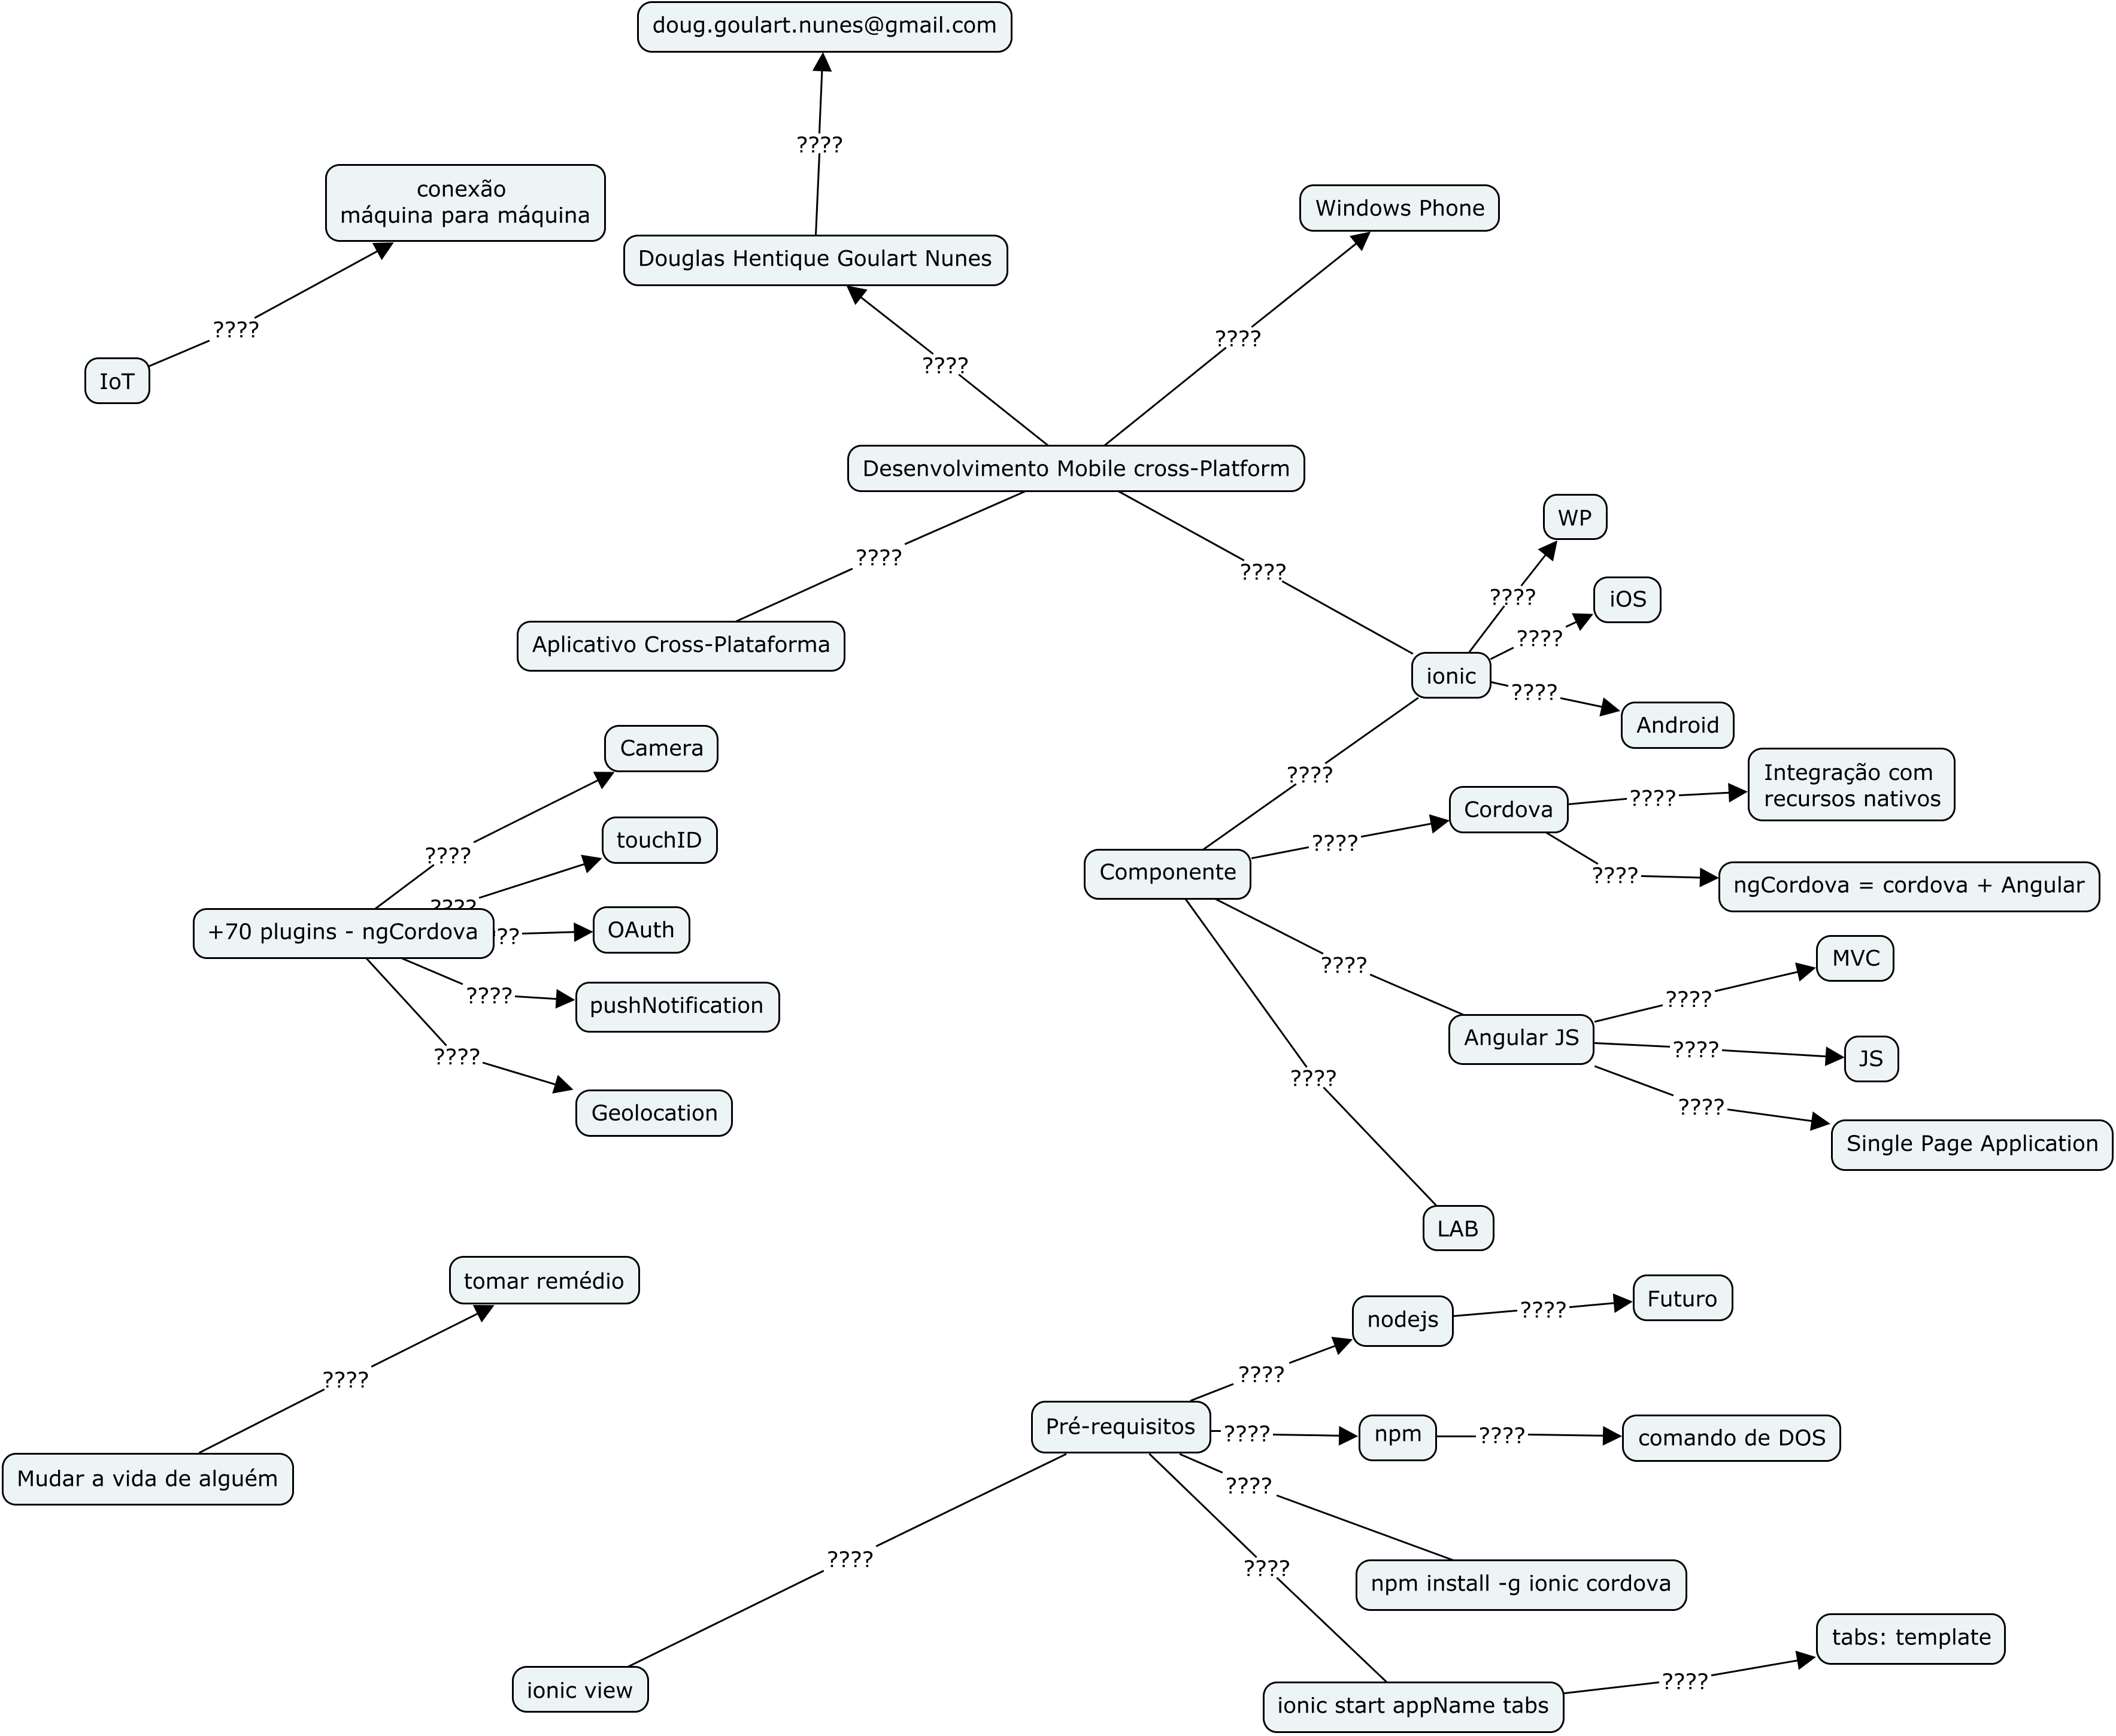 doug.goulart.nunes@gmail.com
????
conexão
máquina para máquina
Windows Phone
Douglas Hentique Goulart Nunes
????
????
????
IoT
Desenvolvimento Mobile cross-Platform
WP
????
????
????
iOS
????
Aplicativo Cross-Plataforma
ionic
????
Android
Camera
????
Integração com
recursos nativos
????
Cordova
touchID
????
????
Componente
????
ngCordova = cordova + Angular
????
+70 plugins - ngCordova
??
OAuth
MVC
????
????
????
pushNotification
Angular JS
????
JS
????
????
????
Geolocation
Single Page Application
LAB
tomar remédio
Futuro
????
nodejs
????
????
Pré-requisitos
????
npm
????
comando de DOS
Mudar a vida de alguém
????
????
????
npm install -g ionic cordova
tabs: template
????
ionic view
ionic start appName tabs